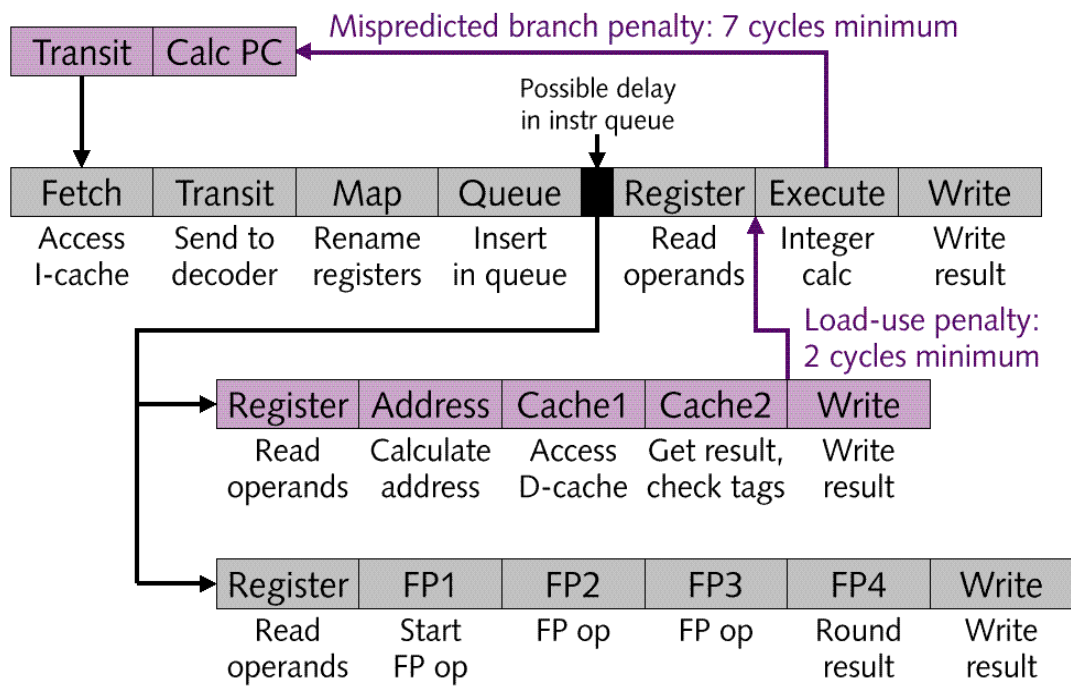 Mispredicted branch penalty: 7 cycles minimum
Transit Calc PC
Possible delay
in instr queue
Fetch Transit Map Queue Register Execute Write
Access Send to Rename Insert Read Integer Write
I-cache decoder registers in queue operands calc result
Load-use penalty:
2 cycles minimum
Register Address Cache1 Cache2 Write
Read Calculate Access Get result, Write
operands address D-cache check tags result
Register FP1 FP2 FP3 FP4 Write
Read Start FP op FP op Round Write
operands FP op result result